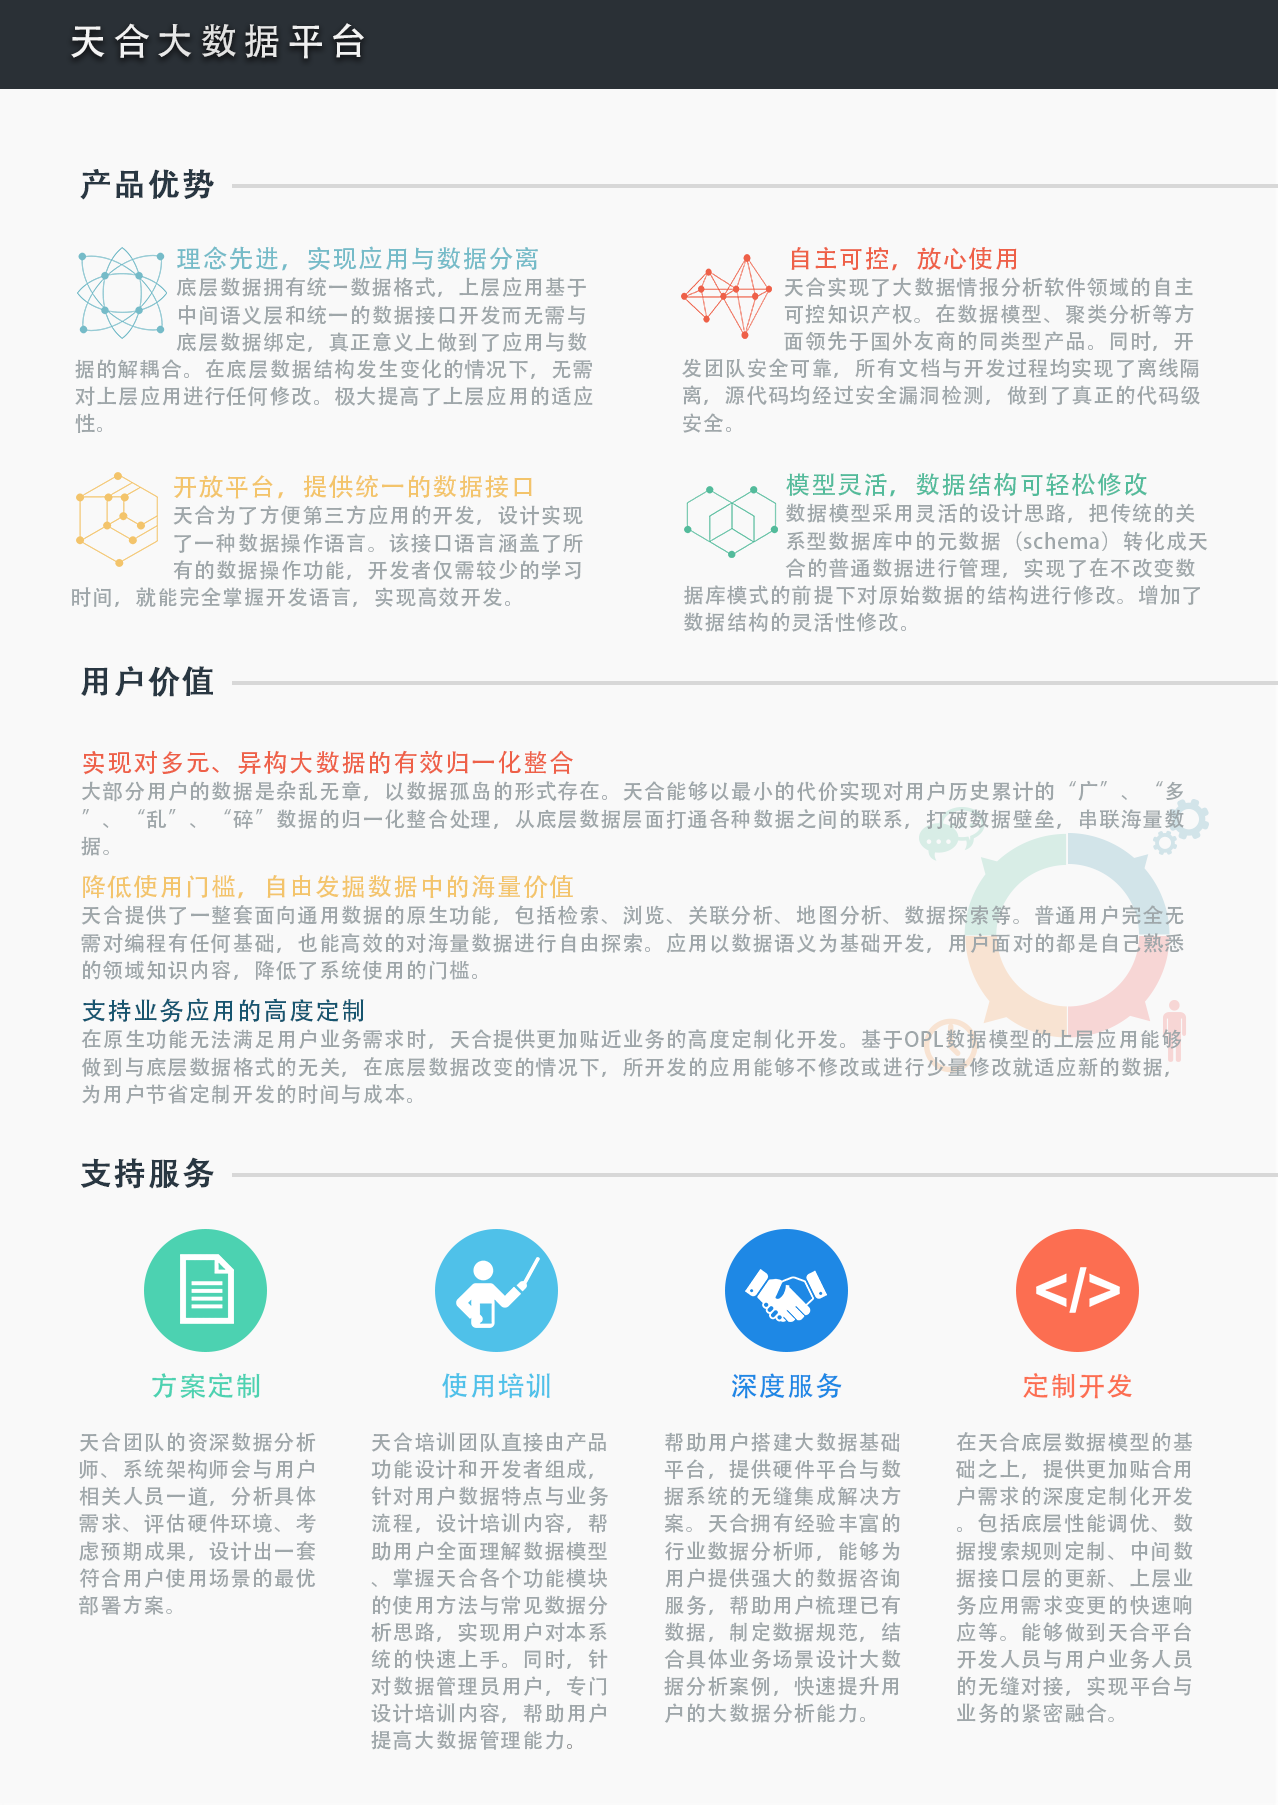 天合大数据平台
产品优势
理念先进，实现应用与数据分离
底层数据拥有统一数据格式，上层应用基于
中间语义层和统一的数据接口开发而无需与
底层数据绑定，真正意义上做到了应用与数
据的解耦合。在底层数据结构发生变化的情况下，无需
对上层应用进行任何修改。极大提高了上层应用的适应
性。
自主可控，放心使用
天合实现了大数据情报分析软件领域的自主
可控知识产权。在数据模型、聚类分析等方
面领先于国外友商的同类型产品。同时，开
发团队安全可靠，所有文档与开发过程均实现了离线隔
离，源代码均经过安全漏洞检测，做到了真正的代码级
安全。
开放平台，提供统一的数据接口
天合为了方便第三方应用的开发，设计实现
了一种数据操作语言。该接口语言涵盖了所
有的数据操作功能，开发者仅需较少的学习
时间，就能完全掌握开发语言，实现高效开发。
模型灵活，数据结构可轻松修改
数据模型采用灵活的设计思路，把传统的关
系型数据库中的元数据（schema）转化成天
合的普通数据进行管理，实现了在不改变数
据库模式的前提下对原始数据的结构进行修改。增加了
数据结构的灵活性修改。
用户价值
实现对多元、异构大数据的有效归一化整合
大部分用户的数据是杂乱无章，以数据孤岛的形式存在。天合能够以最小的代价实现对用户历史累计的“广”、“多
”、“乱”、“碎”数据的归一化整合处理，从底层数据层面打通各种数据之间的联系，打破数据壁垒，串联海量数
据。
降低使用门槛，自由发掘数据中的海量价值
天合提供了一整套面向通用数据的原生功能，包括检索、浏览、关联分析、地图分析、数据探索等。普通用户完全无
需对编程有任何基础，也能高效的对海量数据进行自由探索。应用以数据语义为基础开发，用户面对的都是自己熟悉
的领域知识内容，降低了系统使用的门槛。
支持业务应用的高度定制
在原生功能无法满足用户业务需求时，天合提供更加贴近业务的高度定制化开发。基于OPL数据模型的上层应用能够
做到与底层数据格式的无关，在底层数据改变的情况下，所开发的应用能够不修改或进行少量修改就适应新的数据，
为用户节省定制开发的时间与成本。
支持服务
方案定制
天合团队的资深数据分析
师、系统架构师会与用户
相关人员一道，分析具体
需求、评估硬件环境、考
虑预期成果，设计出一套
符合用户使用场景的最优
部署方案。
使用培训
天合培训团队直接由产品
功能设计和开发者组成，
针对用户数据特点与业务
流程，设计培训内容，帮
助用户全面理解数据模型
、掌握天合各个功能模块
的使用方法与常见数据分
析思路，实现用户对本系
统的快速上手。同时，针
对数据管理员用户，专门
设计培训内容，帮助用户
提高大数据管理能力。
深度服务
帮助用户搭建大数据基础
平台，提供硬件平台与数
据系统的无缝集成解决方
案。天合拥有经验丰富的
行业数据分析师，能够为
用户提供强大的数据咨询
服务，帮助用户梳理已有
数据，制定数据规范，结
合具体业务场景设计大数
据分析案例，快速提升用
户的大数据分析能力。
</>
定制开发
在天合底层数据模型的基
础之上，提供更加贴合用
户需求的深度定制化开发
。包括底层性能调优、数
据搜索规则定制、中间数
据接口层的更新、上层业
务应用需求变更的快速响
应等。能够做到天合平台
开发人员与用户业务人员
的无缝对接，实现平台与
业务的紧密融合。